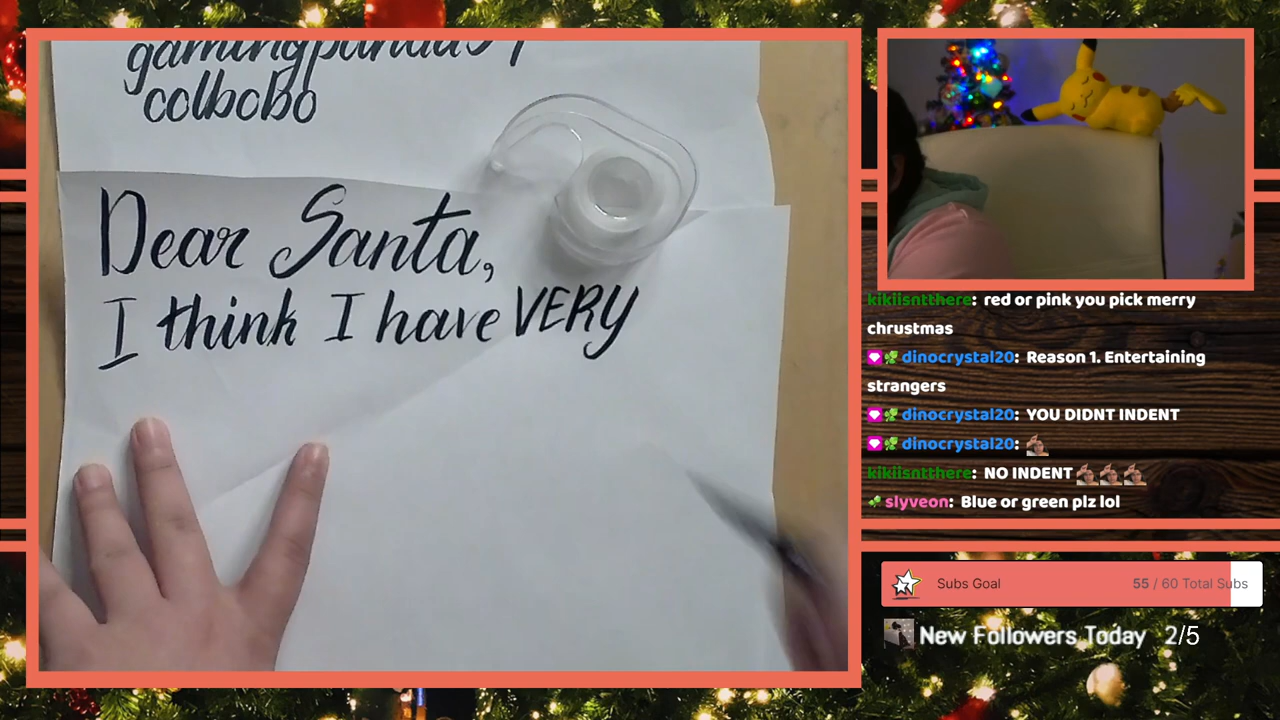 colbobo
Dear Santa,
I think I have VERY
kikiisntthere: red or pink you pick merry
chrustmas
dinocrystal20: Reason 1. Entertaining
strangers
dinocrystal20: YOU DIDNT INDENT
dinocrystal20:
kikiisntthere: NO INDENT
slyveon: Blue or green plz lol
Subs Goal 55 / 60 Total Subs
New Followers Today 2/5